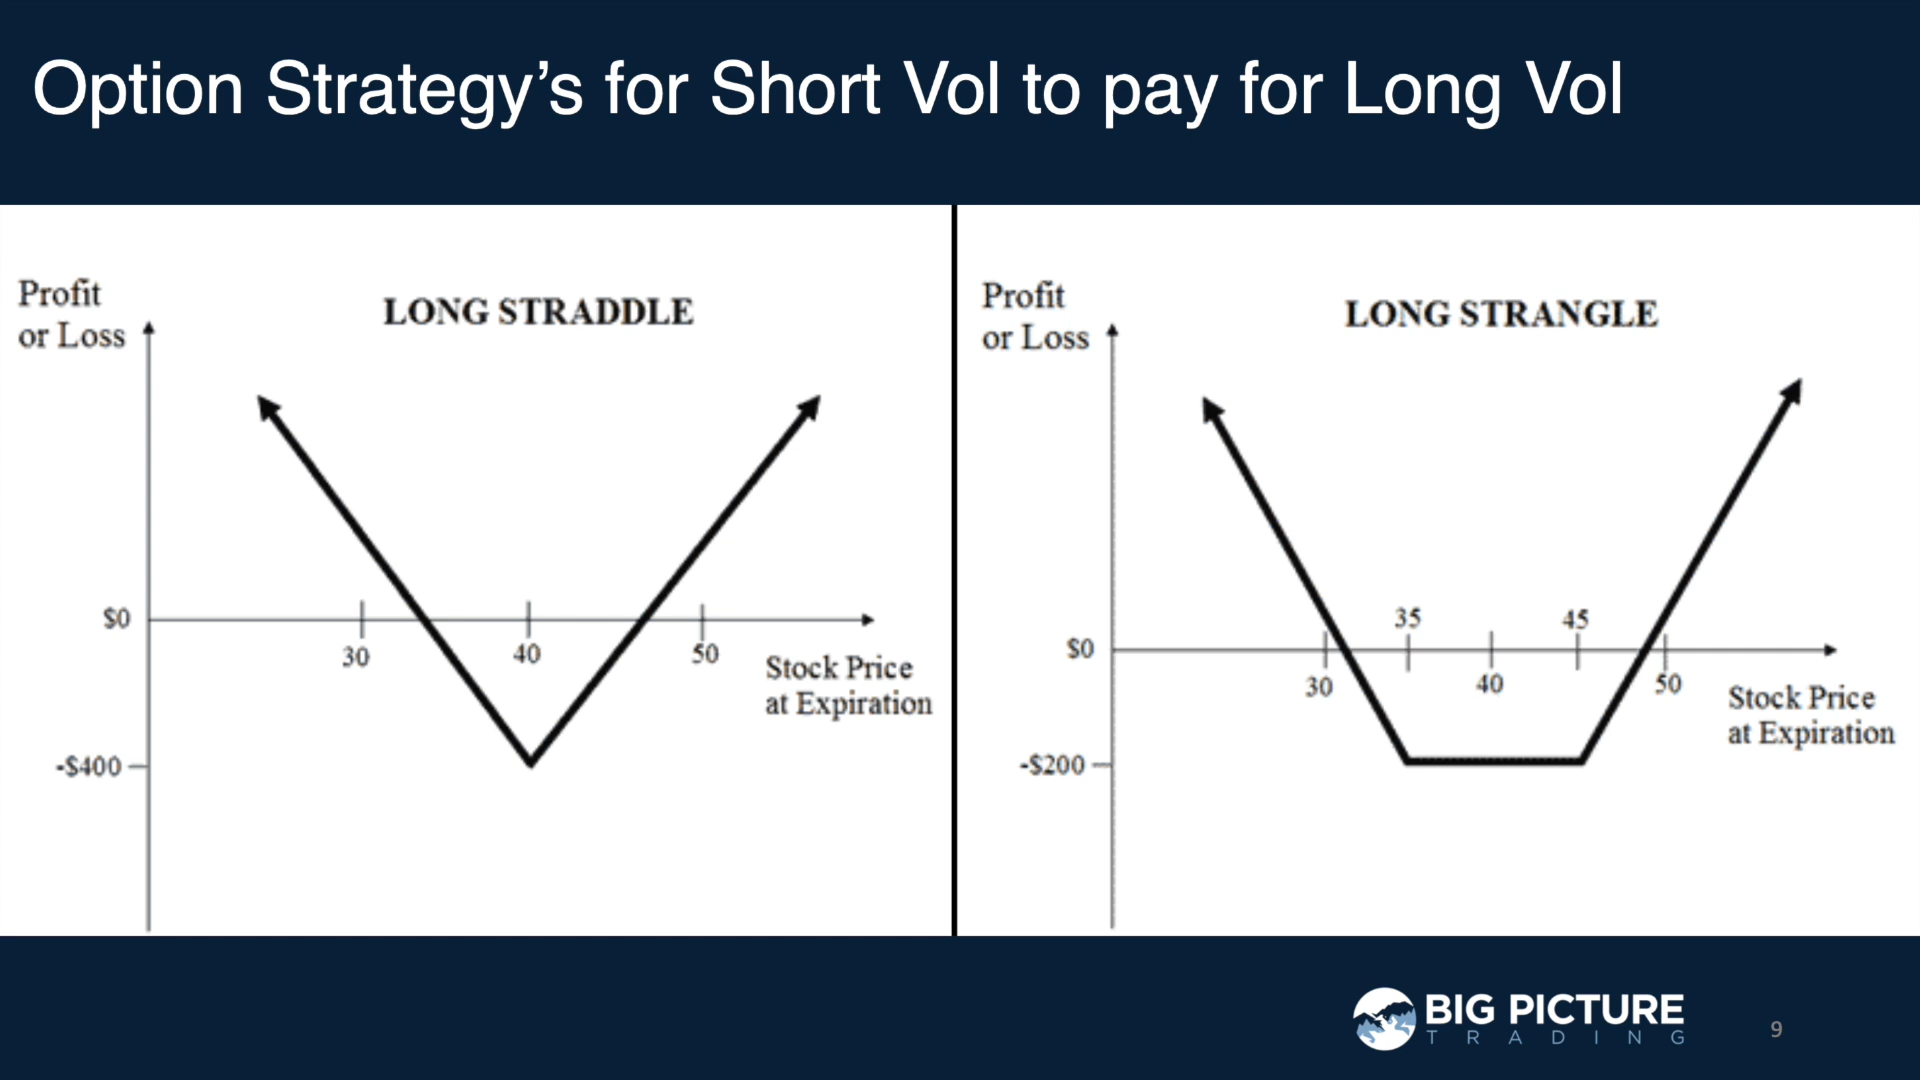 Option Strategy’s for Short Vol to pay for Long Vol
Profit
or Loss
LONG STRADDLE
$0
30
40
50
Stock Price
at Expiration
-$400
Profit
or Loss
LONG STRANGLE
35
45
$0
30
40
50
Stock Price
at Expiration
-$200
BIG PICTURE
TRADING
9